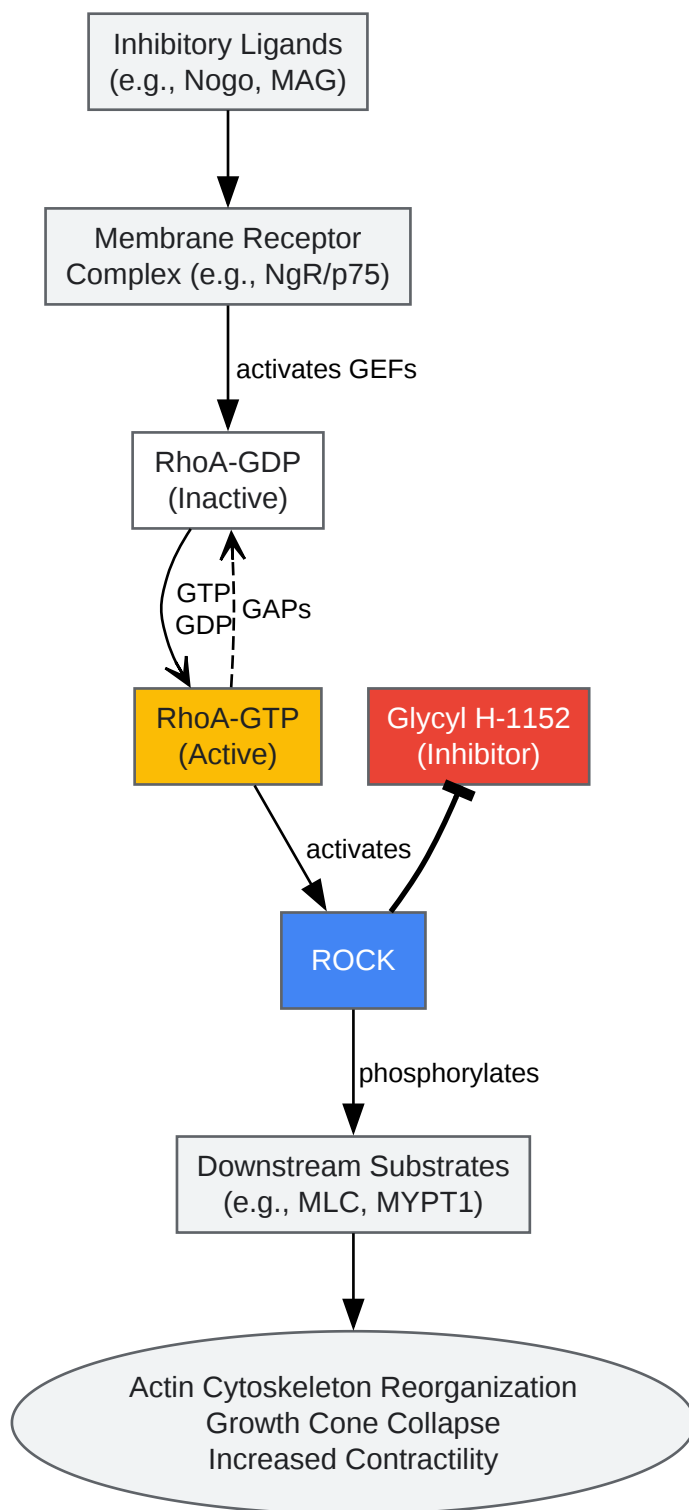 Inhibitory Ligands
(e.g., Nogo, MAG)
Membrane Receptor
Complex (e.g., NgR/p75)
activates GEFs
RhoA-GDP
(Inactive)
GTP
GDP
GAPs
RhoA-GTP
(Active)
Glycyl H-1152
(Inhibitor)
activates
ROCK
phosphorylates
Downstream Substrates
(e.g., MLC, MYPT1)
Actin Cytoskeleton Reorganization
Growth Cone Collapse
Increased Contractility